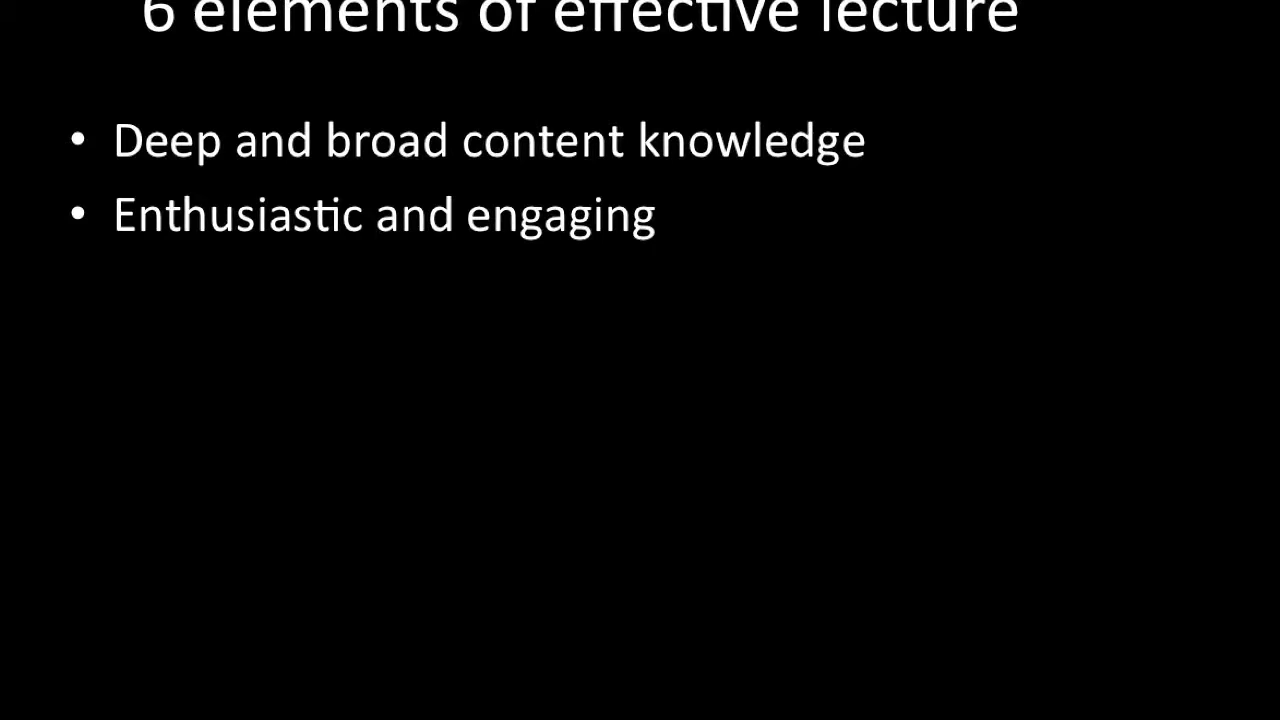 6 elements of effective lecture
• Deep and broad content knowledge
• Enthusiastic and engaging